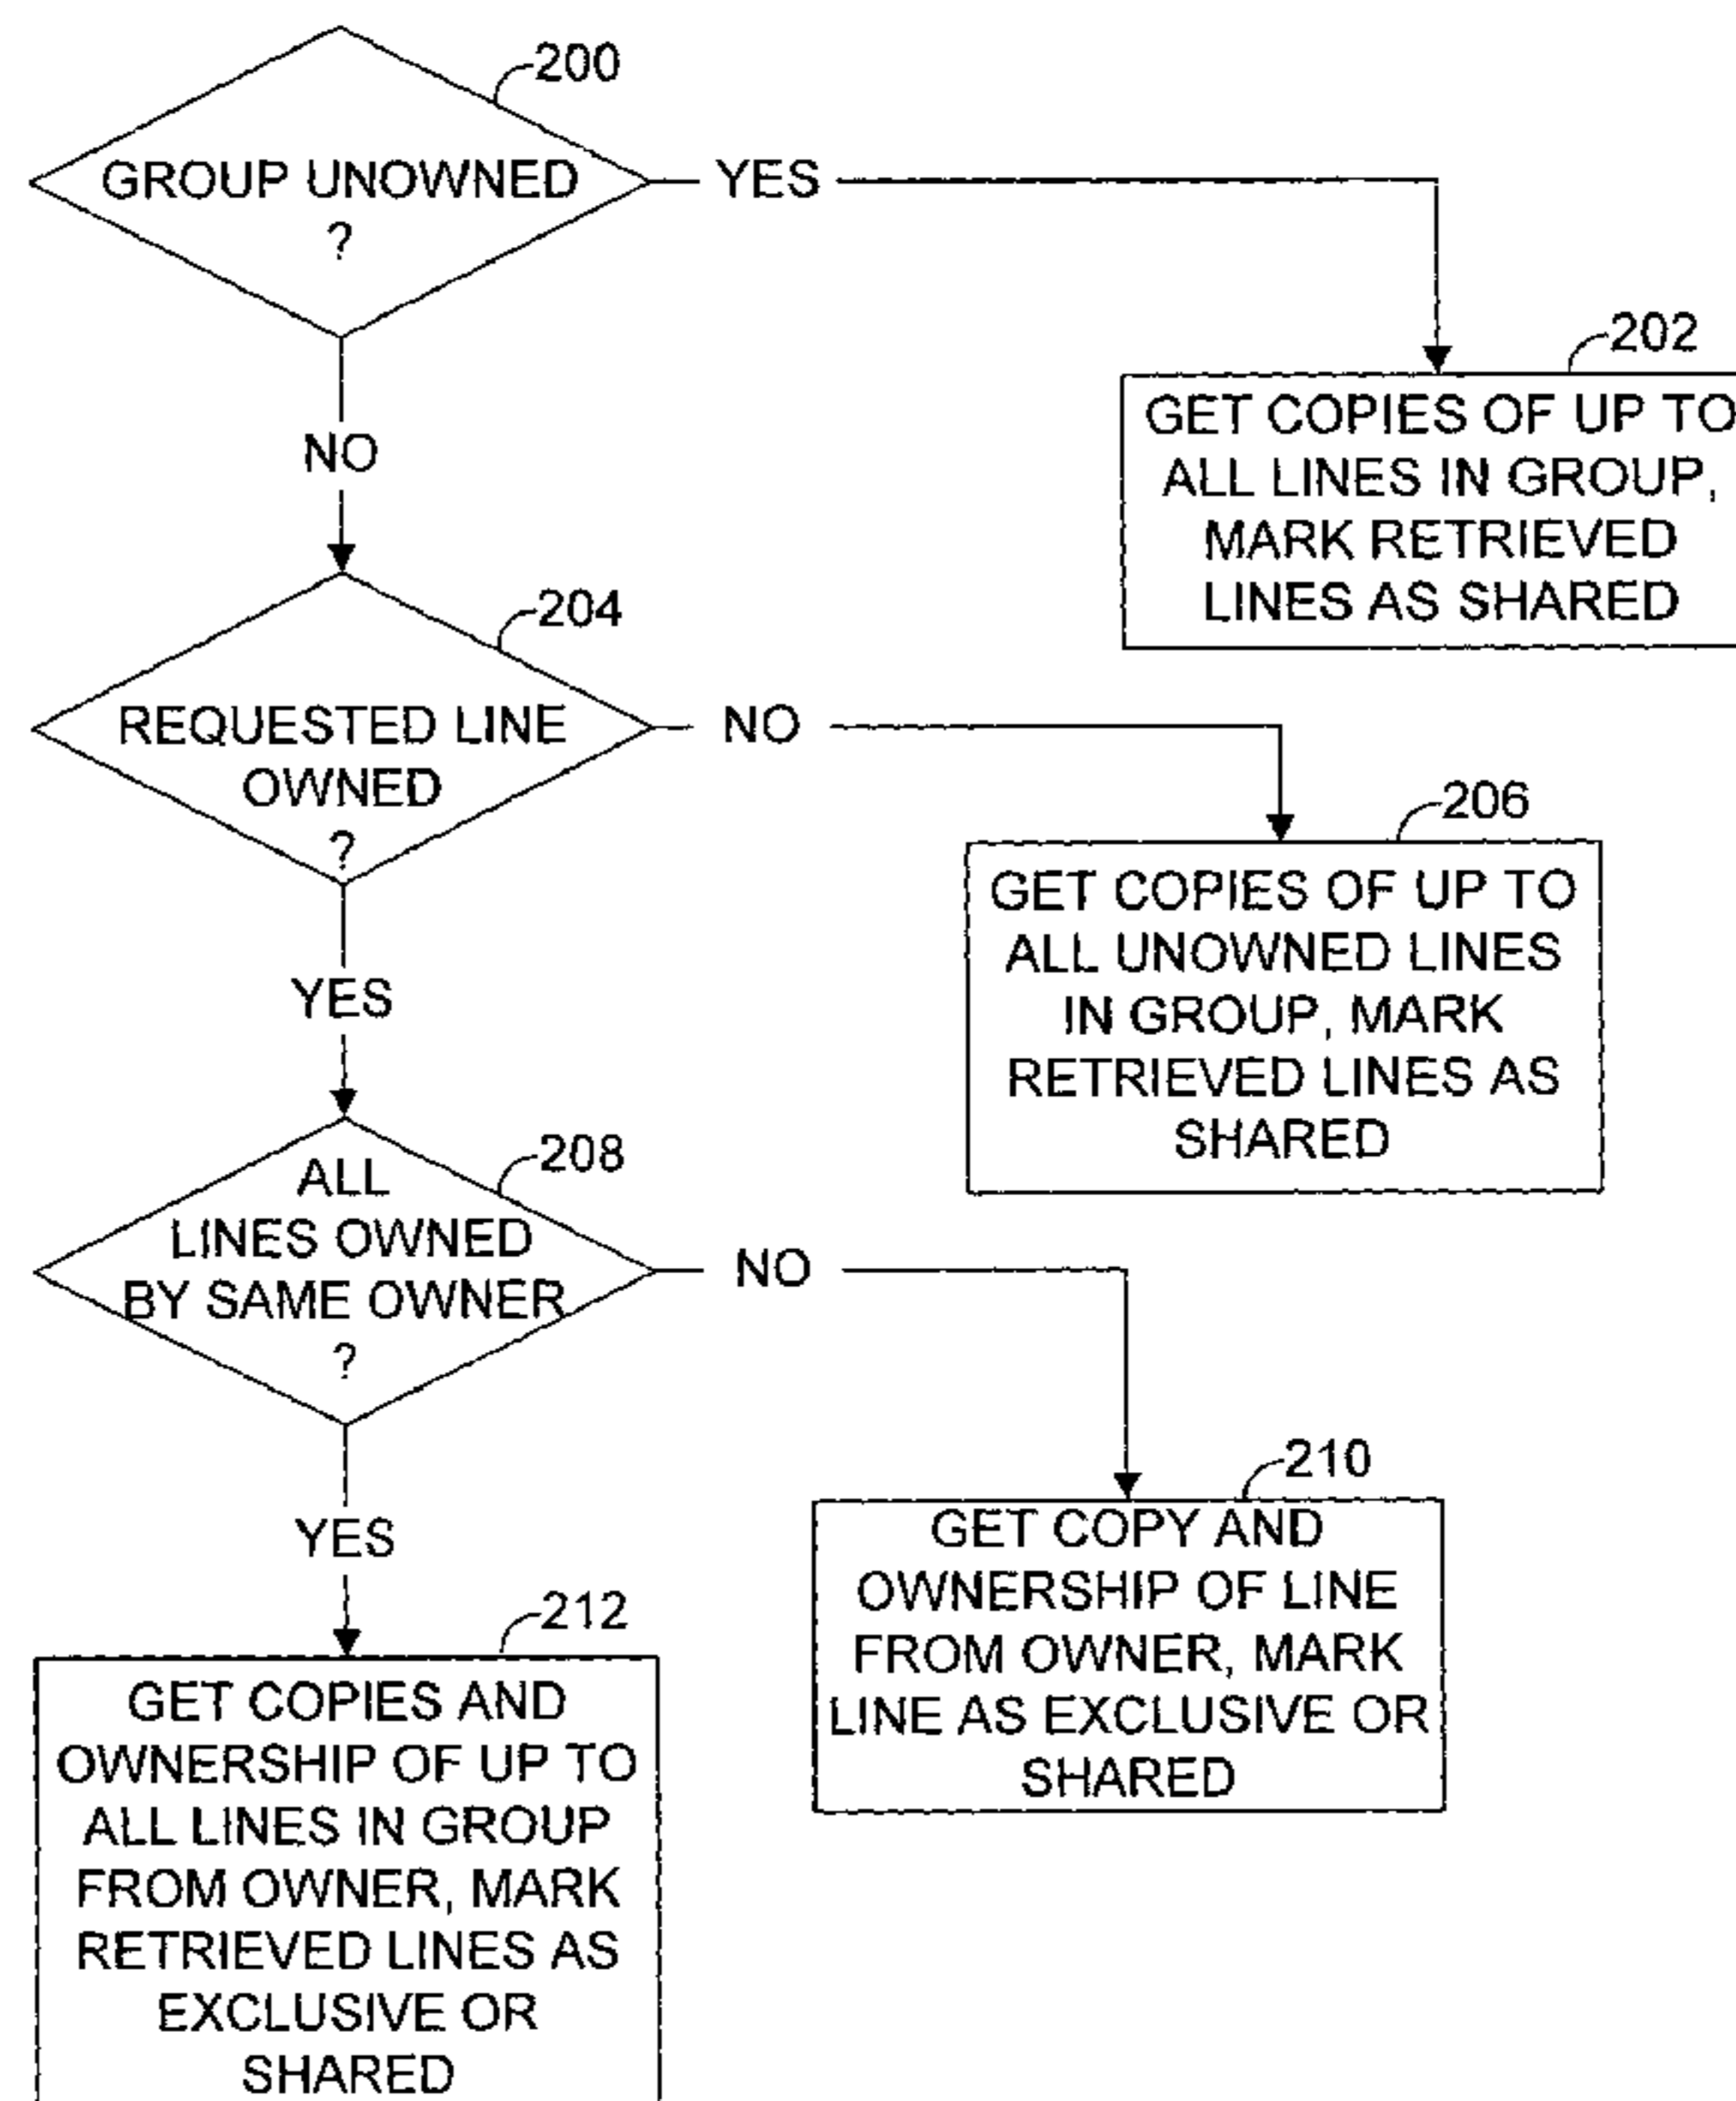 200
GROUP UNOWNED
?
YES
NO
202
GET COPIES OF UP TO
ALL LINES IN GROUP,
MARK RETRIEVED
LINES AS SHARED
204
REQUESTED LINE
OWNED
?
NO
YES
206
GET COPIES OF UP TO
ALL UNOWNED LINES
IN GROUP, MARK
RETRIEVED LINES AS
SHARED
208
ALL
LINES OWNED
BY SAME OWNER
?
NO
YES
210
GET COPY AND
OWNERSHIP OF LINE
FROM OWNER, MARK
LINE AS EXCLUSIVE OR
SHARED
212
GET COPIES AND
OWNERSHIP OF UP TO
ALL LINES IN GROUP
FROM OWNER, MARK
RETRIEVED LINES AS
EXCLUSIVE OR
SHARED